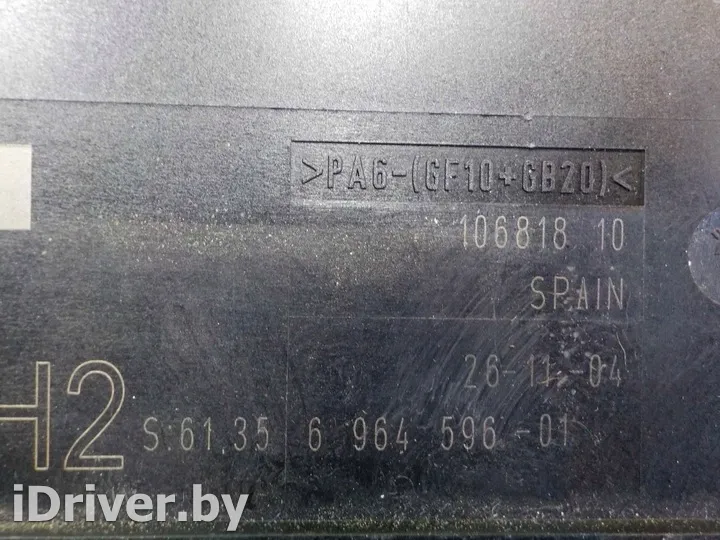 >PA6-(GF10+GB20)<
106818 10
SPAIN
26-11-04
H2
S:61.35 6 964 596-01
iDriver.by